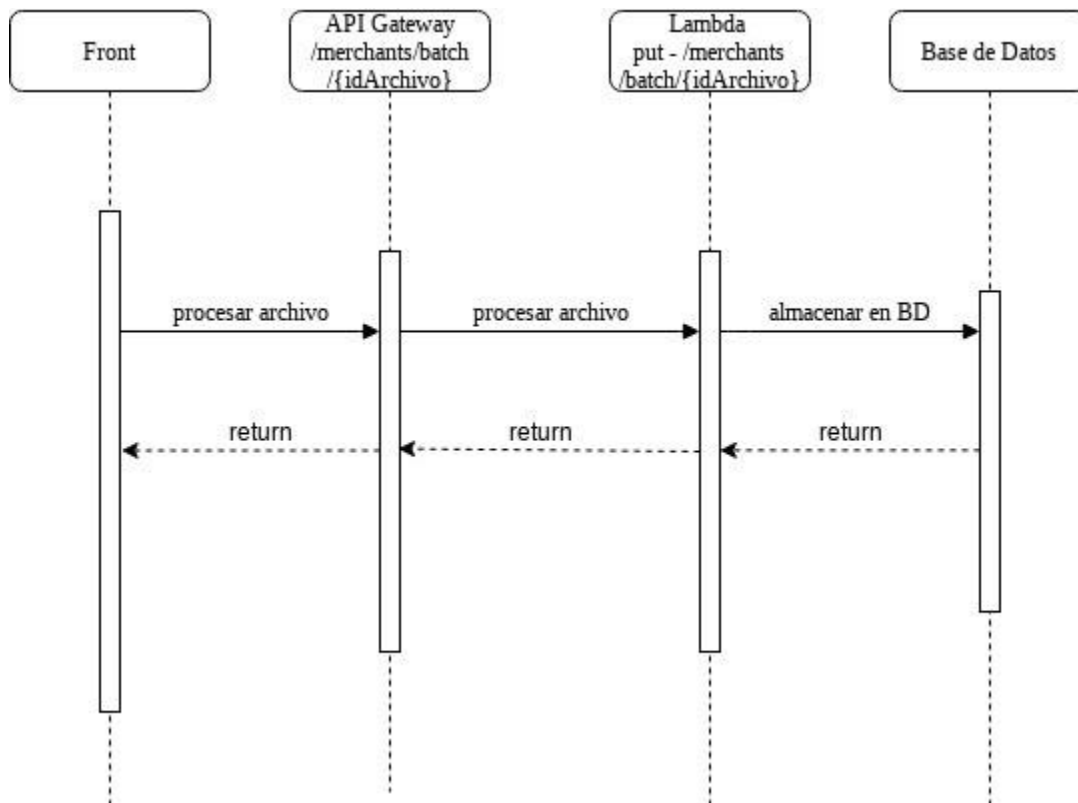 Front
API Gateway
/merchants/batch
/{idArchivo}
Lambda
put - /merchants
/batch/{idArchivo}
Base de Datos
procesar archivo
procesar archivo
almacenar en BD
return
return
return